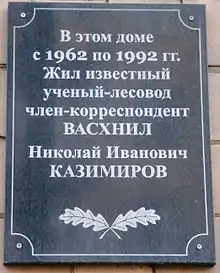 В этом доме
с 1962 по 1992 гг.
Жил известный
ученый-лесовод
член-корреспондент
ВАСХНИЛ
Николай Иванович
КАЗИМИРОВ